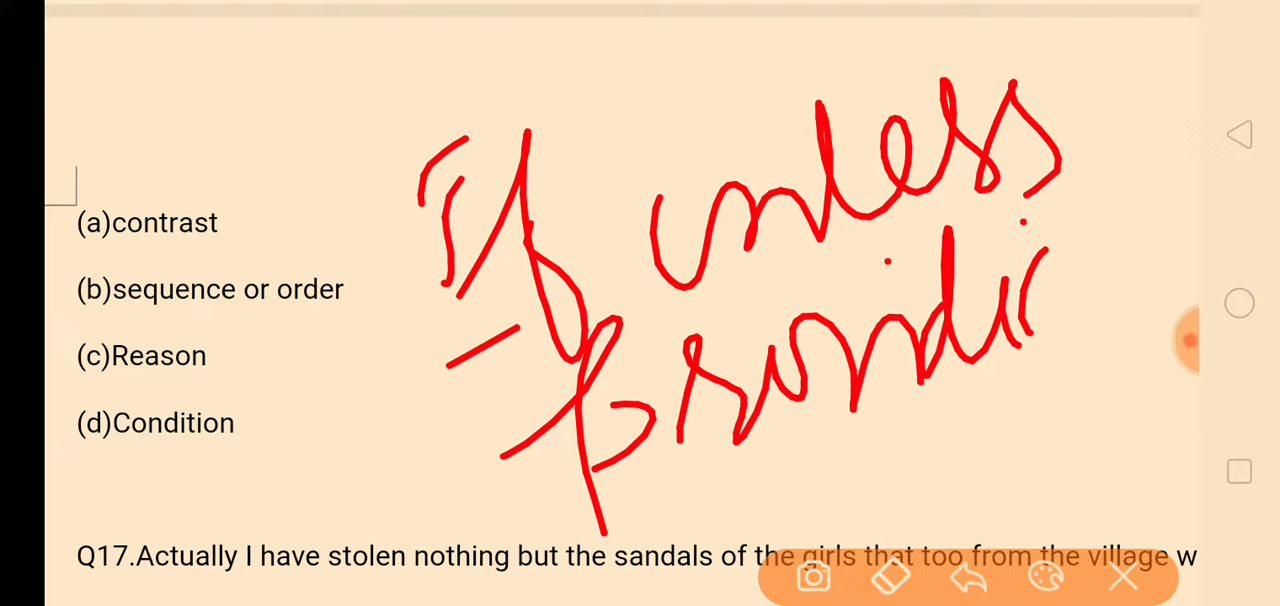 If unless
(a)contrast
(b)sequence or order
(c)Reason
(d)Condition
Q17.Actually I have stolen nothing but the sandals of the girls that too from the village w